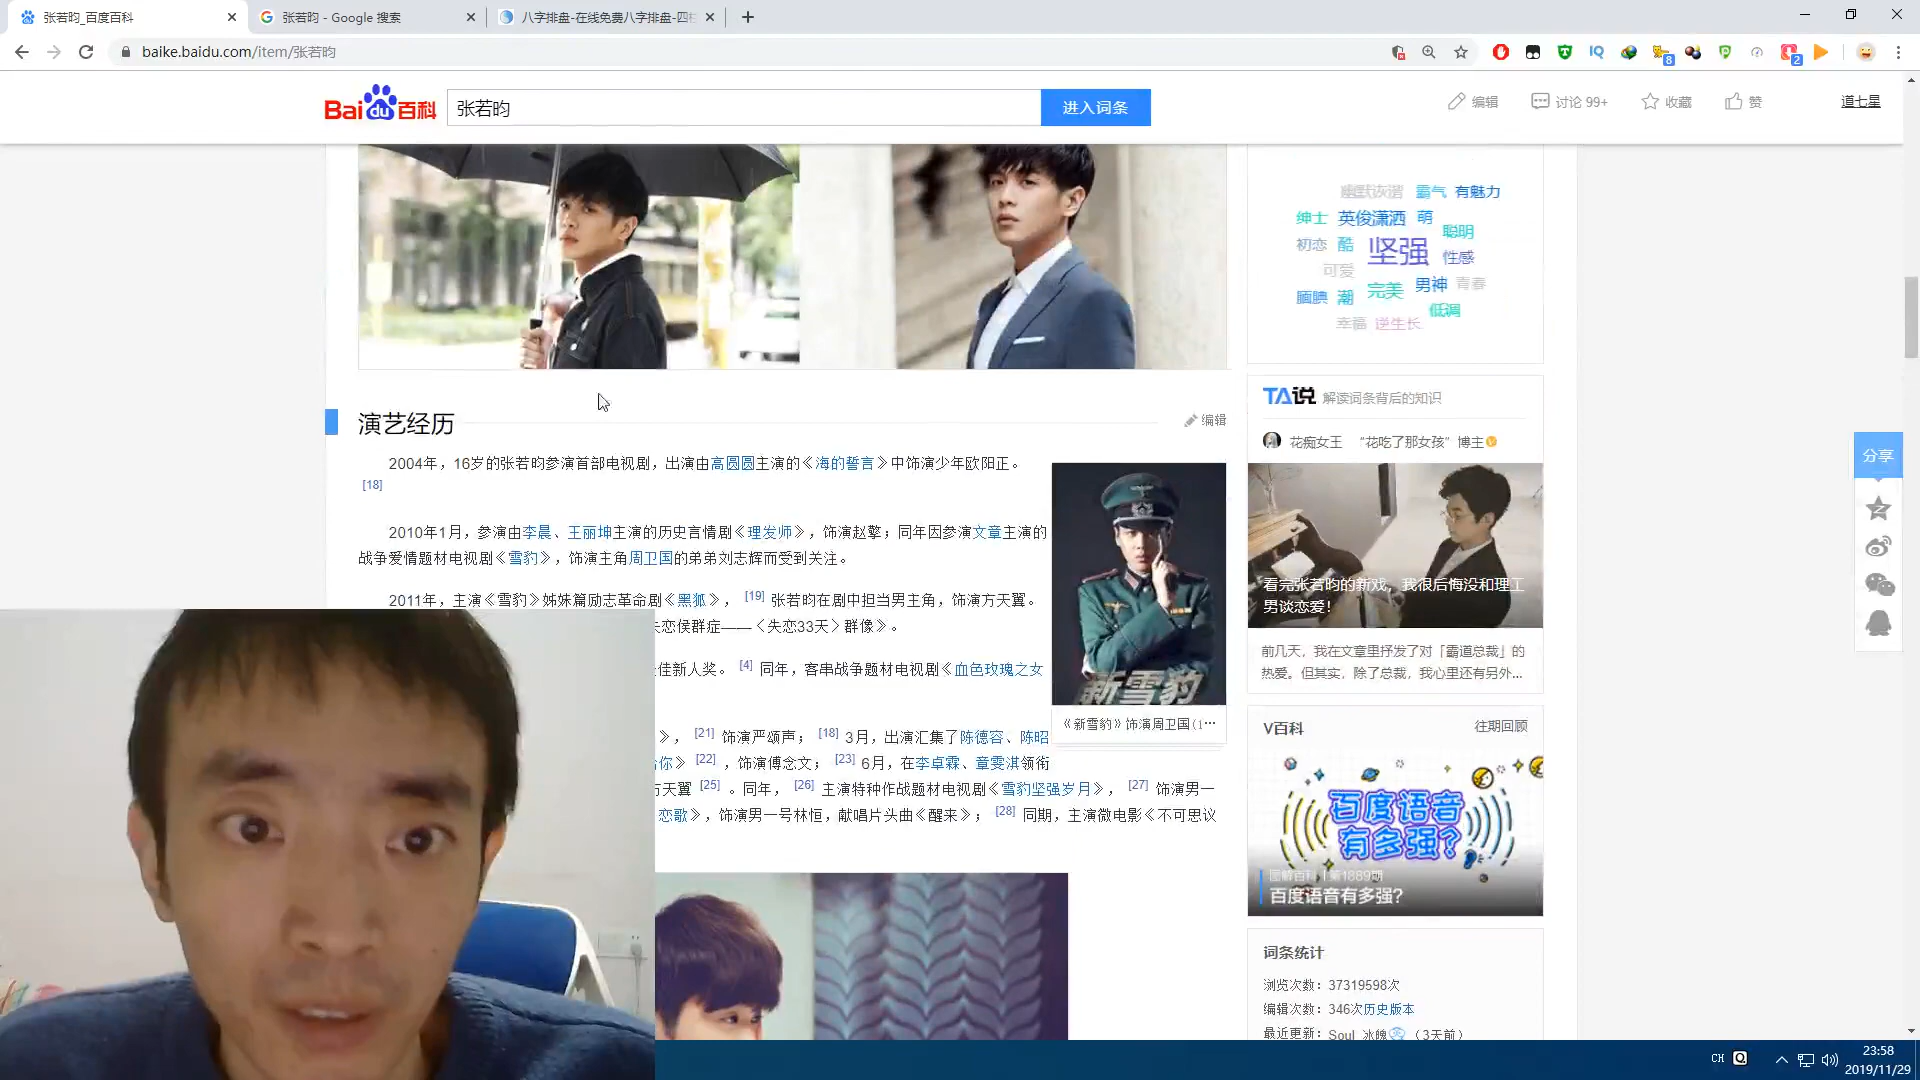 张若昀_百度百科
张若昀 - Google 搜索
八字排盘-在线免费八字排盘-四柱
baike.baidu.com/item/张若昀
8
2
Bai du 百科
张若昀
进入词条
编辑
讨论 99+
收藏
赞
道七星
幽默诙谐 霸气 有魅力
绅士 英俊潇洒 萌
聪明
初恋 酷 坚强 性感
可爱
男神 青春
腼腆 潮 完美
低调
幸福 逆生长
演艺经历
编辑
2004年，16岁的张若昀参演首部电视剧，出演由高圆圆主演的《海的誓言》中饰演少年欧阳正。
[18]
2010年1月，参演由李晨、王丽坤主演的历史言情剧《理发师》，饰演赵擎；同年因参演文章主演的
战争爱情题材电视剧《雪豹》，饰演主角周卫国的弟弟刘志辉而受到关注。
2011年，主演《雪豹》姊妹篇励志革命剧《黑狐》， [19] 张若昀在剧中担当男主角，饰演方天翼。
失恋侯群症——〈失恋33天〉群像》。
佳新人奖。 [4] 同年，客串战争题材电视剧《血色玫瑰之女
》， [21] 饰演严颂声； [18] 3月，出演汇集了陈德容、陈昭
你》 [22] ，饰演傅念文； [23] 6月，在李卓霖、章雯淇领衔
方天翼 [25] 。同年， [26] 主演特种作战题材电视剧《雪豹坚强岁月》， [27] 饰演男一
恋歌》，饰演男一号林恒，献唱片头曲《醒来》； [28] 同期，主演微电影《不可思议
新雪豹
《新雪豹》饰演周卫国(1…
TA说 解读词条背后的知识
花痴女王 “花吃了那女孩”博主
看完张若昀的新戏，我很后悔没和理工
男谈恋爱！
前几天，我在文章里抒发了对「霸道总裁」的
热爱。但其实，除了总裁，我心里还有另外...
V百科
往期回顾
百度语音
有多强?
图解百科 | 第1889期
百度语音有多强?
词条统计
浏览次数：37319598次
编辑次数：346次历史版本
最近更新：Soul_冰魄 （3天前）
分享
CH
23:58
2019/11/29